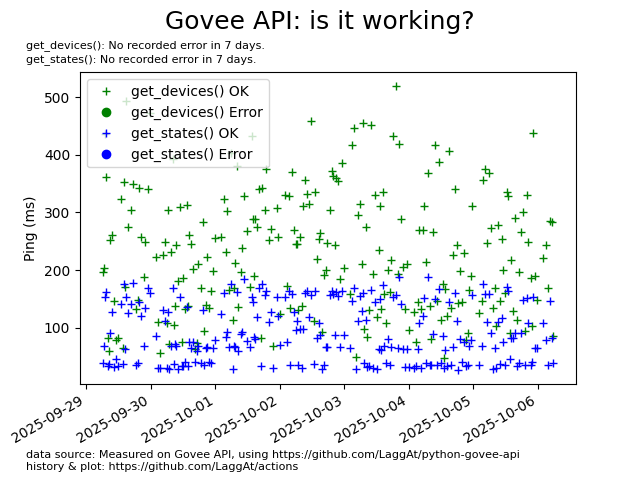 Govee API: is it working?
get_devices(): No recorded error in 7 days.
get_states(): No recorded error in 7 days.
get_devices() OK
get_devices() Error
get_states() OK
get_states() Error
Ping (ms)
500
400
300
200
100
2025-09-29
2025-09-30
2025-10-01
2025-10-02
2025-10-03
2025-10-04
2025-10-05
2025-10-06
data source: Measured on Govee API, using https://github.com/LaggAt/python-govee-api
history & plot: https://github.com/LaggAt/actions